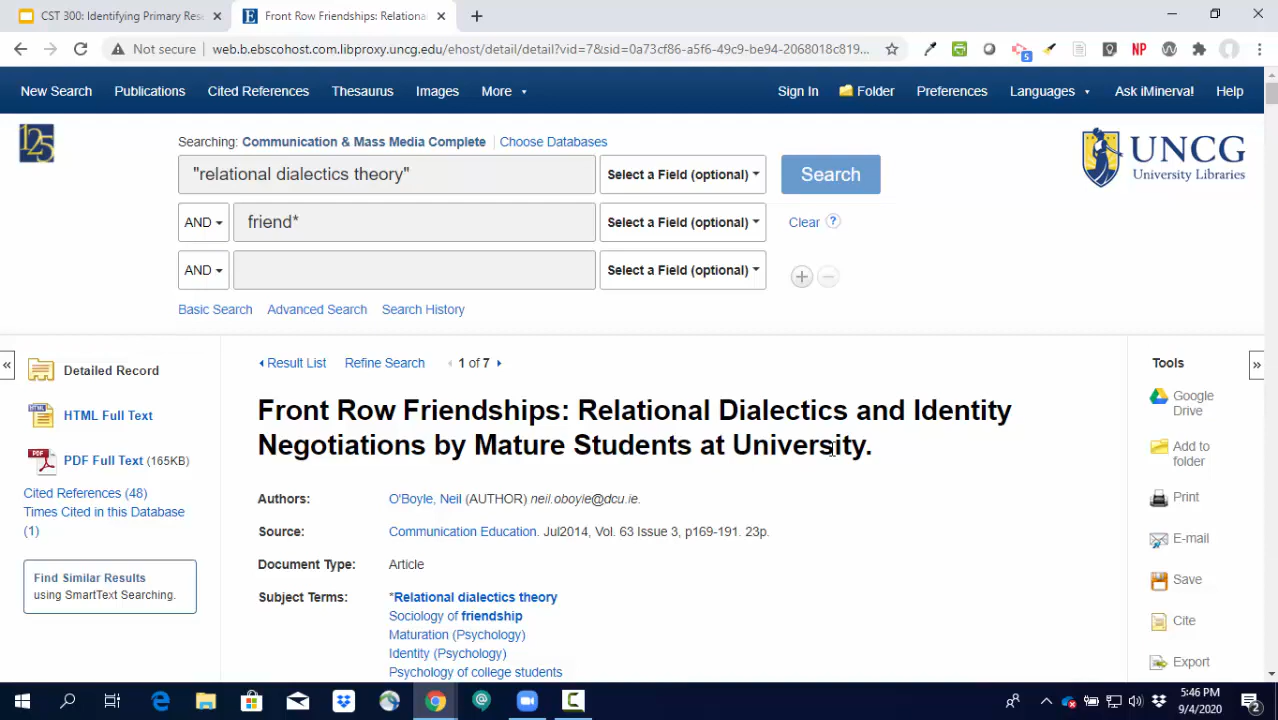 CST 300: Identifying Primary Rese
Front Row Friendships: Relationa
Not secure
web.b.ebscohost.com.libproxy.uncg.edu/ehost/detail/detail?vid=7&sid=0a73cf86-a5f6-49c9-be94-2068018c819...
5
NP
New Search
Publications
Cited References
Thesaurus
Images
More
Sign In
Folder
Preferences
Languages
Ask iMinerva!
Help
125
Searching: Communication & Mass Media Complete
Choose Databases
"relational dialectics theory"
Select a Field (optional)
Search
UNCG
University Libraries
AND
friend*
Select a Field (optional)
Clear ?
AND
Select a Field (optional)
Basic Search
Advanced Search
Search History
Detailed Record
HTML
HTML Full Text
PDF
PDF Full Text (165KB)
Cited References (48)
Times Cited in this Database
(1)
Find Similar Results
using SmartText Searching.
Result List
Refine Search
1 of 7
Front Row Friendships: Relational Dialectics and Identity
Negotiations by Mature Students at University.
Authors:
O'Boyle, Neil (AUTHOR) neil.oboyle@dcu.ie.
Source:
Communication Education. Jul2014, Vol. 63 Issue 3, p169-191. 23p.
Document Type:
Article
Subject Terms:
*Relational dialectics theory
Sociology of friendship
Maturation (Psychology)
Identity (Psychology)
Psychology of college students
Tools
Google
Drive
Add to
folder
Print
E-mail
Save
Cite
Export
5:46 PM
9/4/2020
2